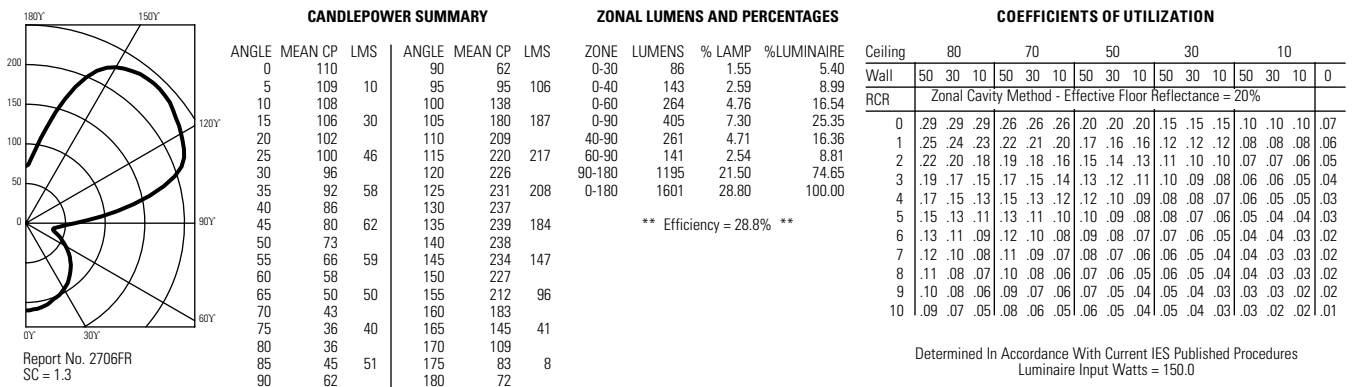 180ϒ 150ϒ
200
150
120ϒ
100
50
0 90ϒ
60ϒ
0ϒ 30ϒ
Report No. 2706FR
SC = 1.3
CANDLEPOWER SUMMARY
ANGLE MEAN CP LMS ANGLE MEAN CP LMS
0 110 90 62
5 109 10 95 95 106
10 108 100 138
15 106 30 105 180 187
20 102 110 209
25 100 46 115 220 217
30 96 120 226
35 92 58 125 231 208
40 86 130 237
45 80 62 135 239 184
50 73 140 238
55 66 59 145 234 147
60 58 150 227
65 50 50 155 212 96
70 43 160 183
75 36 40 165 145 41
80 36 170 109
85 45 51 175 83 8
90 62 180 72
ZONAL LUMENS AND PERCENTAGES
ZONE LUMENS % LAMP %LUMINAIRE
0-30 86 1.55 5.40
0-40 143 2.59 8.99
0-60 264 4.76 16.54
0-90 405 7.30 25.35
40-90 261 4.71 16.36
60-90 141 2.54 8.81
90-180 1195 21.50 74.65
0-180 1601 28.80 100.00
** Efficiency = 28.8% **
COEFFICIENTS OF UTILIZATION
Ceiling 80 70 50 30 10
Wall 50 30 10 50 30 10 50 30 10 50 30 10 50 30 10 0
RCR Zonal Cavity Method - Effective Floor Reflectance = 20%
0 .29 .29 .29 .26 .26 .26 .20 .20 .20 .15 .15 .15 .10 .10 .10 .07
1 .25 .24 .23 .22 .21 .20 .17 .16 .16 .12 .12 .12 .08 .08 .08 .06
2 .22 .20 .18 .19 .18 .16 .15 .14 .13 .11 .10 .10 .07 .07 .06 .05
3 .19 .17 .15 .17 .15 .14 .13 .12 .11 .10 .09 .08 .06 .06 .05 .04
4 .17 .15 .13 .15 .13 .12 .12 .10 .09 .08 .08 .07 .06 .05 .05 .03
5 .15 .13 .11 .13 .11 .10 .10 .09 .08 .08 .07 .06 .05 .04 .04 .03
6 .13 .11 .09 .12 .10 .08 .09 .08 .07 .07 .06 .05 .04 .04 .03 .02
7 .12 .10 .08 .11 .09 .07 .08 .07 .06 .06 .05 .04 .04 .03 .03 .02
8 .11 .08 .07 .10 .08 .06 .07 .06 .05 .06 .05 .04 .04 .03 .03 .02
9 .10 .08 .06 .09 .07 .06 .07 .05 .04 .05 .04 .03 .03 .03 .02 .02
10 .09 .07 .05 .08 .06 .05 .06 .05 .04 .05 .04 .03 .03 .02 .02 .01
Determined In Accordance With Current IES Published Procedures
Luminaire Input Watts = 150.0